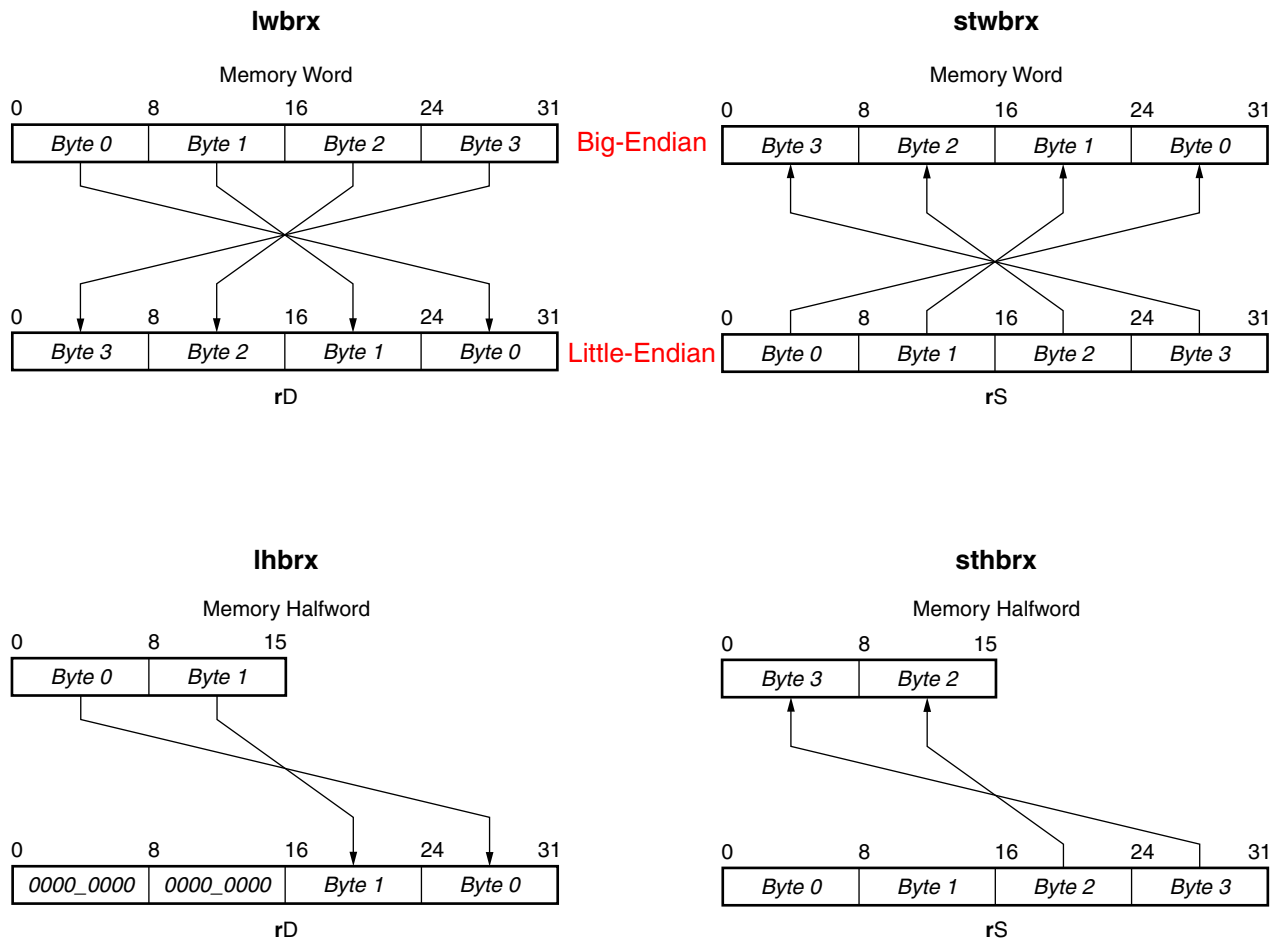 lwbrx
stwbrx
Memory Word
Memory Word
0 8 16 24 31
0 8 16 24 31
Byte 0 Byte 1 Byte 2 Byte 3
Big-Endian
Byte 3 Byte 2 Byte 1 Byte 0
0 8 16 24 31
0 8 16 24 31
Byte 3 Byte 2 Byte 1 Byte 0
Little-Endian
Byte 0 Byte 1 Byte 2 Byte 3
rD
rS
lhbrx
sthbrx
Memory Halfword
Memory Halfword
0 8 15
0 8 15
Byte 0 Byte 1
Byte 3 Byte 2
0 8 16 24 31
0 8 16 24 31
0000_0000 0000_0000 Byte 1 Byte 0
Byte 0 Byte 1 Byte 2 Byte 3
rD
rS